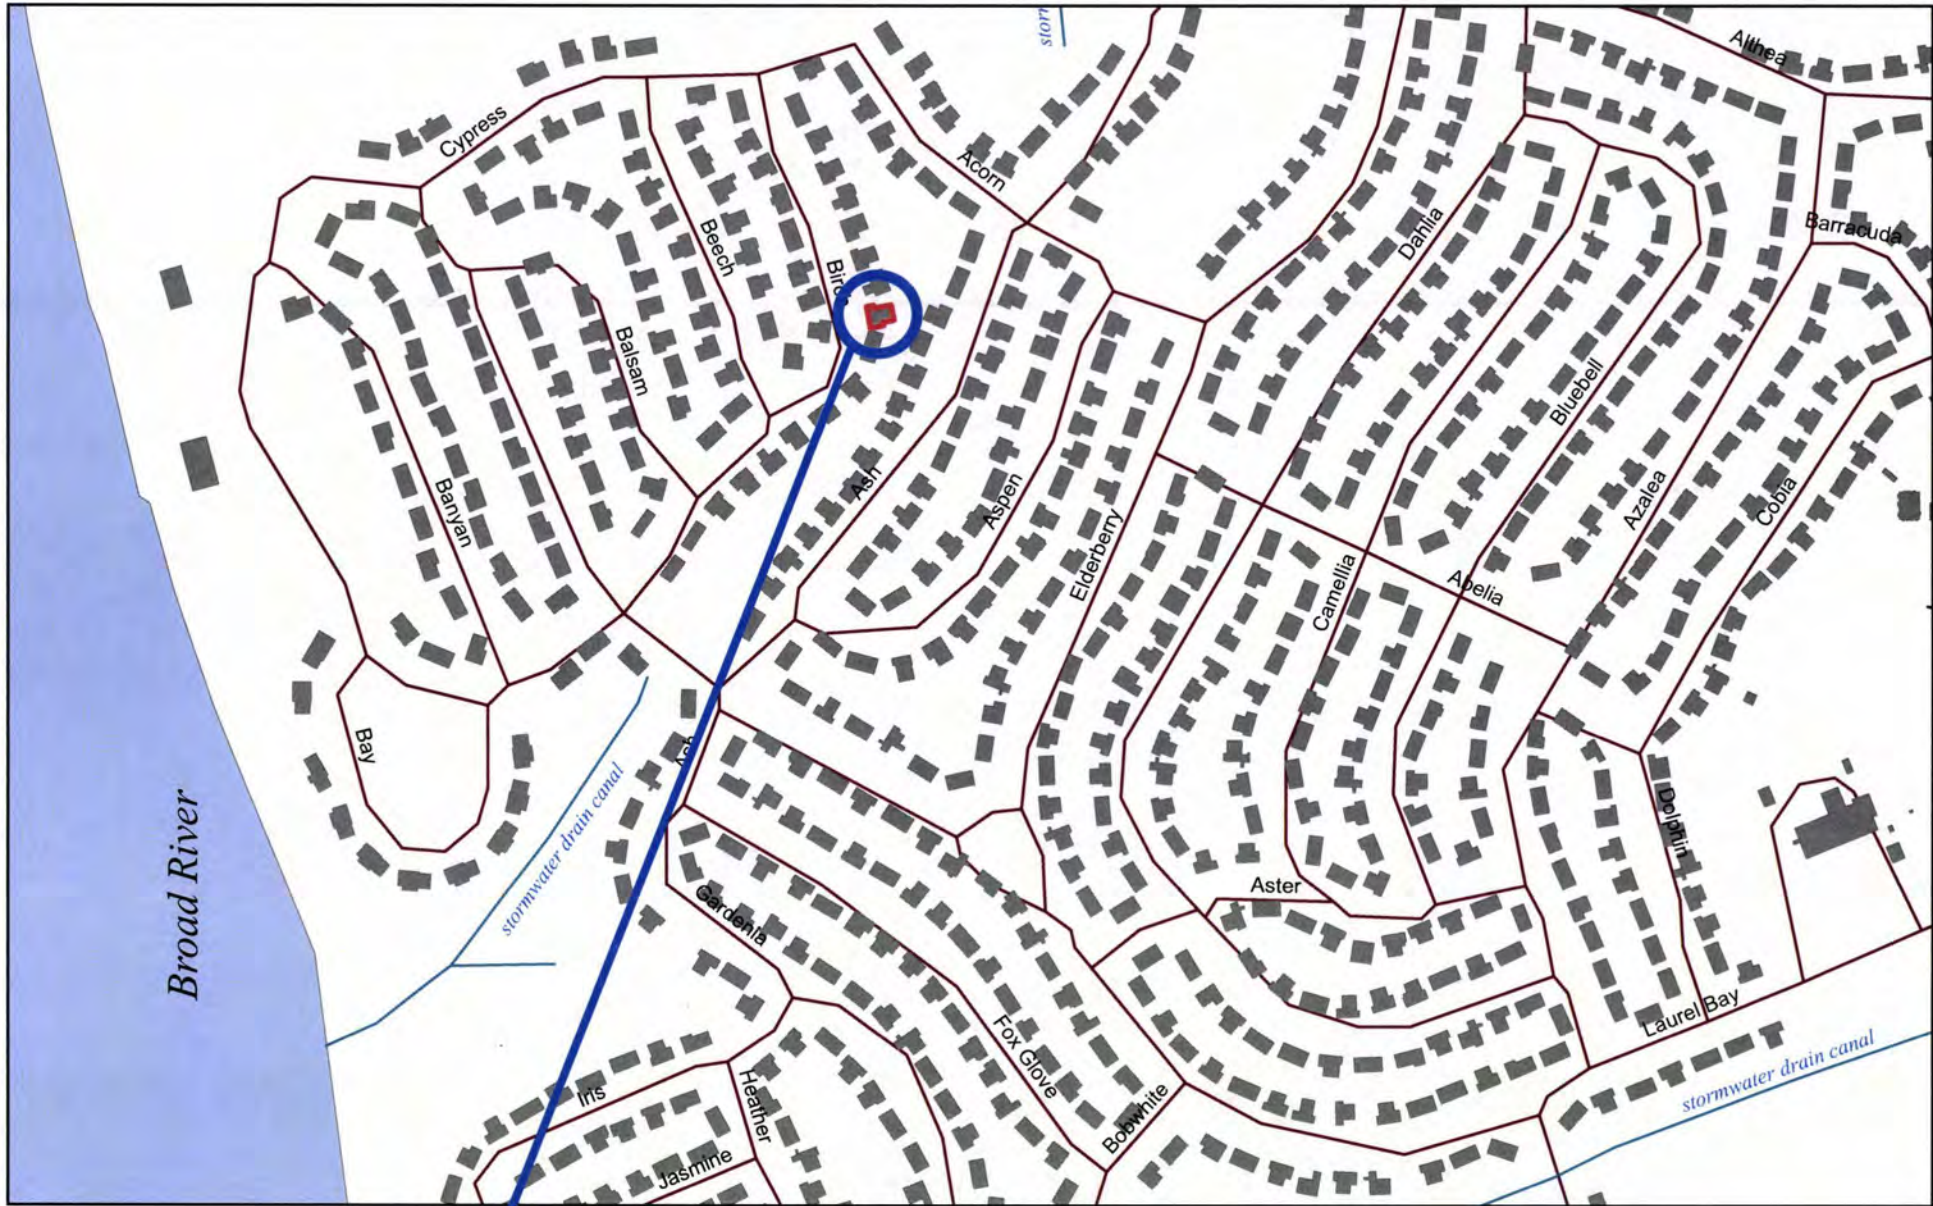 stor
Althea
Cypress
Acorn
Barracuda
Dahlia
Beech
Birch
Balsam
Bluebell
Ash
Aspen
Azalea
Cobia
Banyan
Elderberry
Camellia
Abelia
Bay
Ash
Dolphin
stormwater drain canal
Broad River
Aster
Gardenia
Laurel Bay
Fox Glove
stormwater drain canal
Iris
Heather
Bobwhite
Jasmine